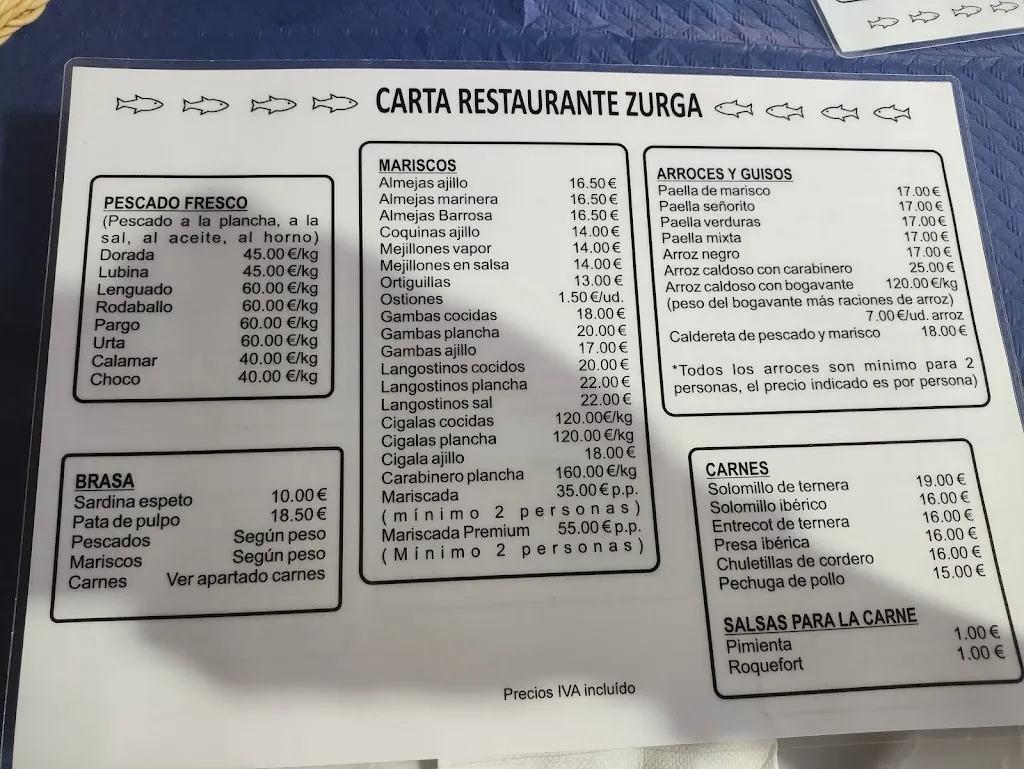 CARTA RESTAURANTE ZURGA
PESCADO FRESCO
(Pescado a la plancha, a la
sal, al aceite, al horno)
Dorada 45.00 €/kg
Lubina 45.00 €/kg
Lenguado 60.00 €/kg
Rodaballo 60.00 €/kg
Pargo 60.00 €/kg
Urta 60.00 €/kg
Calamar 40.00 €/kg
Choco 40.00 €/kg
BRASA
Sardina espeto 10.00 €
Pata de pulpo 18.50 €
Pescados Según peso
Mariscos Según peso
Carnes Ver apartado carnes
MARISCOS
Almejas ajillo 16.50 €
Almejas marinera 16.50 €
Almejas Barrosa 16.50 €
Coquinas ajillo 14.00 €
Mejillones vapor 14.00 €
Mejillones en salsa 14.00 €
Ortiguillas 13.00 €
Ostiones 1.50 €/ud.
Gambas cocidas 18.00 €
Gambas plancha 20.00 €
Gambas ajillo 17.00 €
Langostinos cocidos 20.00 €
Langostinos plancha 22.00 €
Langostinos sal 22.00 €
Cigalas cocidas 120.00€/kg
Cigalas plancha 120.00 €/kg
Cigala ajillo 18.00 €
Carabinero plancha 160.00 €/kg
Mariscada 35.00 € p.p.
(mínimo 2 personas)
Mariscada Premium 55.00 € p.p.
(Mínimo 2 personas)
ARROCES Y GUISOS
Paella de marisco 17.00 €
Paella señorito 17.00 €
Paella verduras 17.00 €
Paella mixta 17.00 €
Arroz negro 17.00 €
Arroz caldoso con carabinero 25.00 €
Arroz caldoso con bogavante 120.00 €/kg
(peso del bogavante más raciones de arroz)
7.00 €/ud. arroz
Caldereta de pescado y marisco 18.00 €
*Todos los arroces son mínimo para 2
personas, el precio indicado es por persona)
CARNES
Solomillo de ternera 19.00 €
Solomillo ibérico 16.00 €
Entrecot de ternera 16.00 €
Presa ibérica 16.00 €
Chuletillas de cordero 16.00 €
Pechuga de pollo 15.00 €
SALSAS PARA LA CARNE
Pimienta 1.00 €
Roquefort 1.00 €
Precios IVA incluído